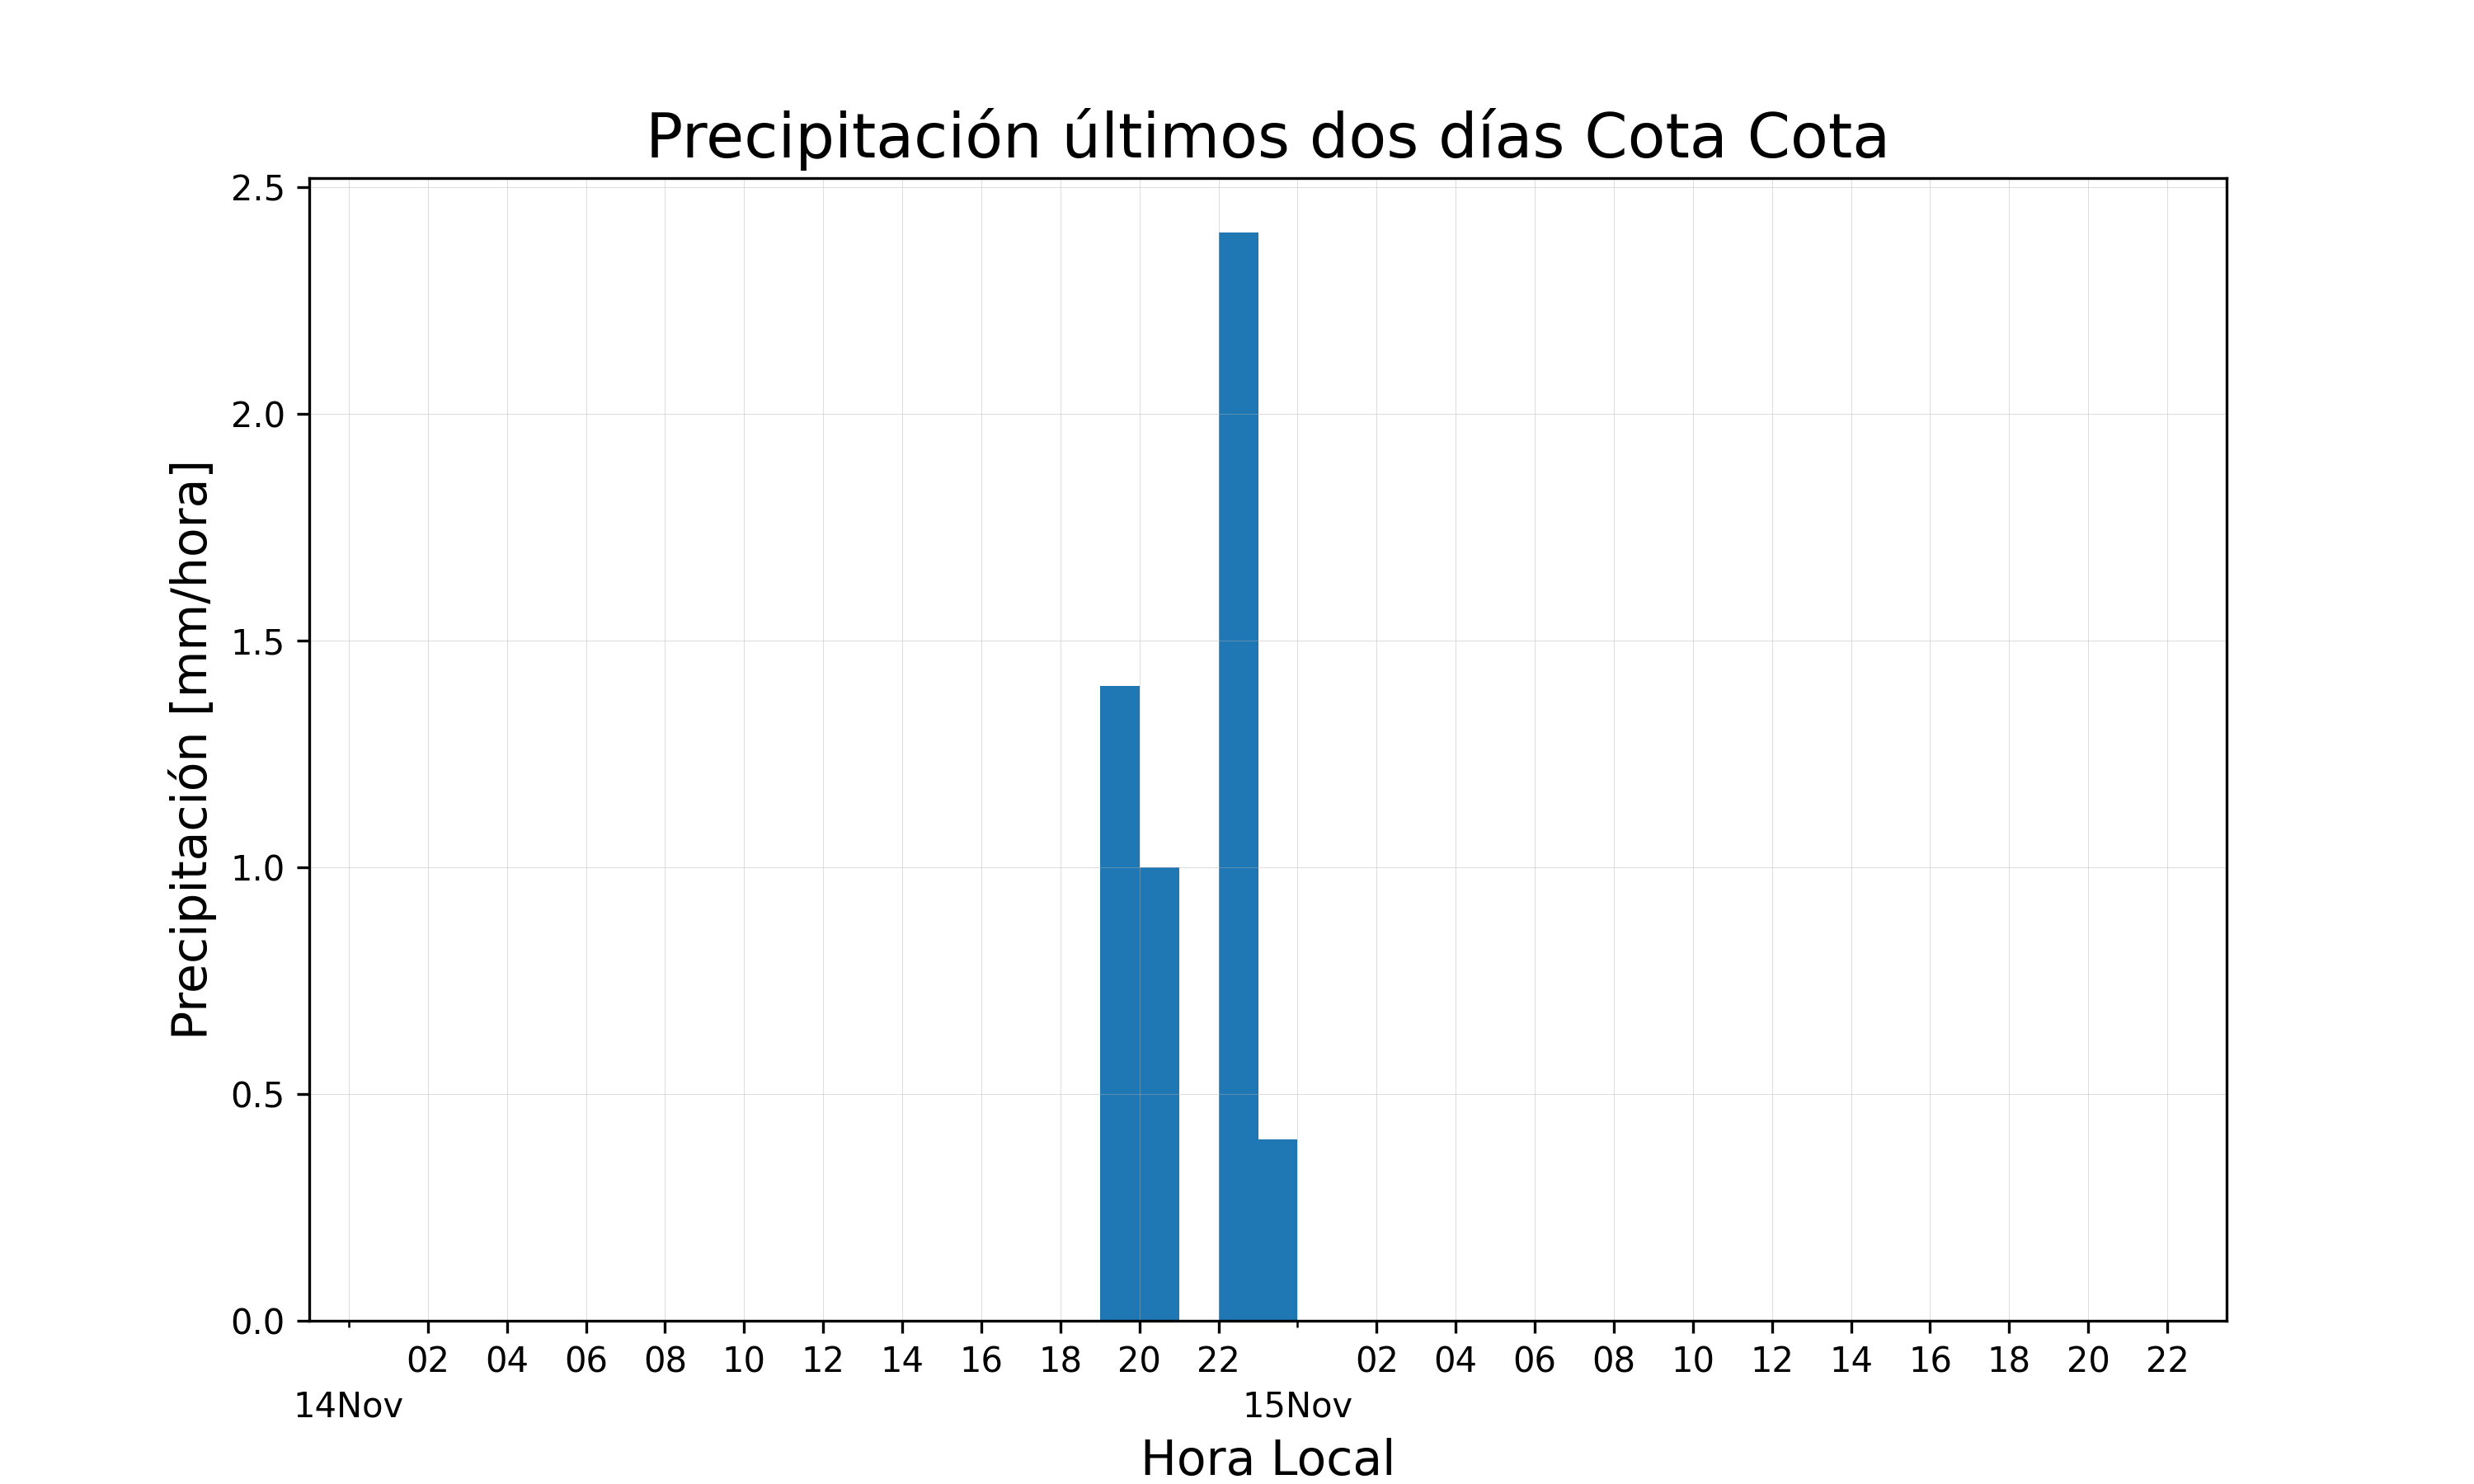 Precipitación últimos dos días Cota Cota
Precipitación [mm/hora]
2.5
2.0
1.5
1.0
0.5
0.0
02 04 06 08 10 12 14 16 18 20 22 02 04 06 08 10 12 14 16 18 20 22
14Nov 15Nov
Hora Local